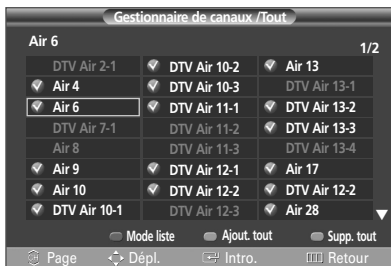 Gestionnaire de canaux /Tout
Air 6
1/2
DTV Air 2-1 DTV Air 10-2 Air 13
Air 4 DTV Air 10-3 DTV Air 13-1
Air 6 DTV Air 11-1 DTV Air 13-2
DTV Air 7-1 DTV Air 11-2 DTV Air 13-3
Air 8 DTV Air 11-3 DTV Air 13-4
Air 9 DTV Air 12-1 Air 17
Air 10 DTV Air 12-2 DTV Air 12-2
DTV Air 10-1 DTV Air 12-3 Air 28
Mode liste Ajout. tout Supp. tout
Page Dépl. Intro. Retour